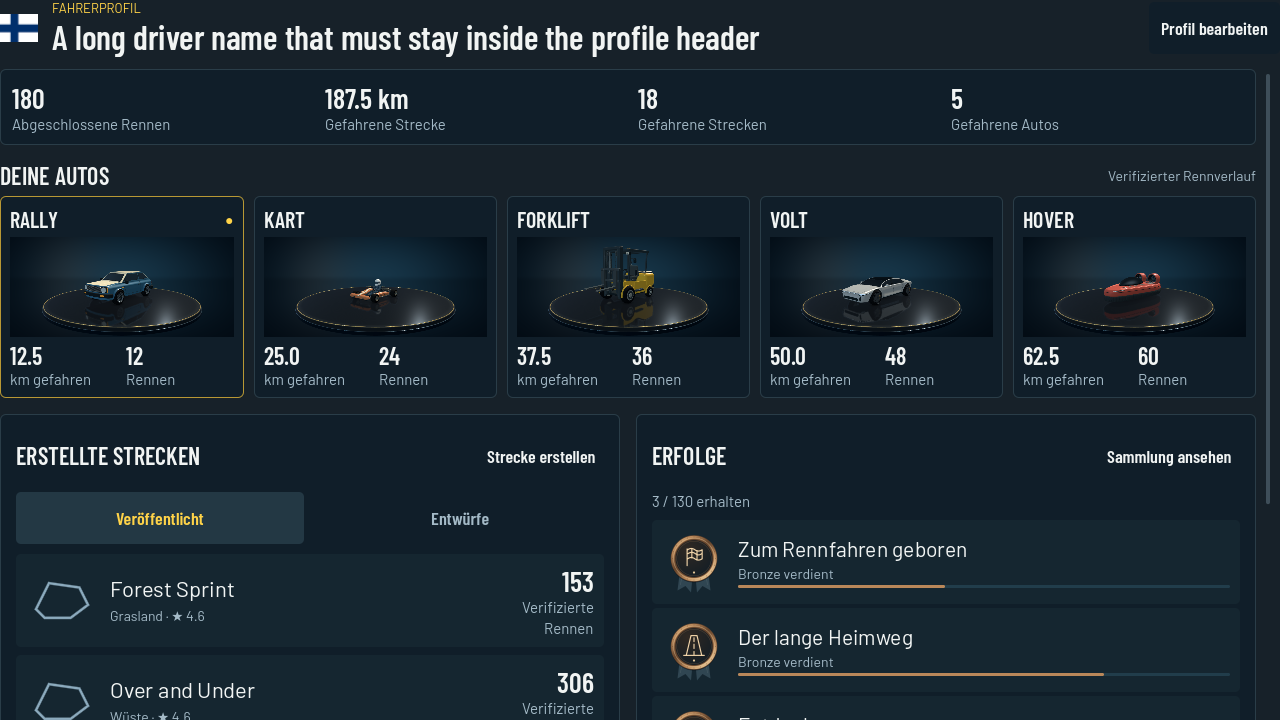 FAHRERPROFIL
A long driver name that must stay inside the profile header
Profil bearbeiten
180
Abgeschlossene Rennen
187.5 km
Gefahrene Strecke
18
Gefahrene Strecken
5
Gefahrene Autos
DEINE AUTOS
Verifizierter Rennverlauf
RALLY
12.5
km gefahren
12
Rennen
KART
25.0
km gefahren
24
Rennen
FORKLIFT
37.5
km gefahren
36
Rennen
VOLT
50.0
km gefahren
48
Rennen
HOVER
62.5
km gefahren
60
Rennen
ERSTELLTE STRECKEN
Strecke erstellen
Veröffentlicht
Entwürfe
Forest Sprint
Grasland · ★ 4.6
153
Verifizierte
Rennen
Over and Under
Wüste · ★ 4.6
306
Verifizierte
ERFOLGE
Sammlung ansehen
3 / 130 erhalten
Zum Rennfahren geboren
Bronze verdient
Der lange Heimweg
Bronze verdient